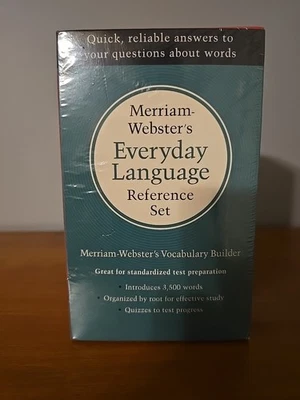 Quick, reliable answers to
your questions about words
Merriam-
Webster's
Everyday
Language
Reference
Set
Merriam-Webster's Vocabulary Builder
Great for standardized test preparation
• Introduces 3,500 words
• Organized by root for effective study
• Quizzes to test progress